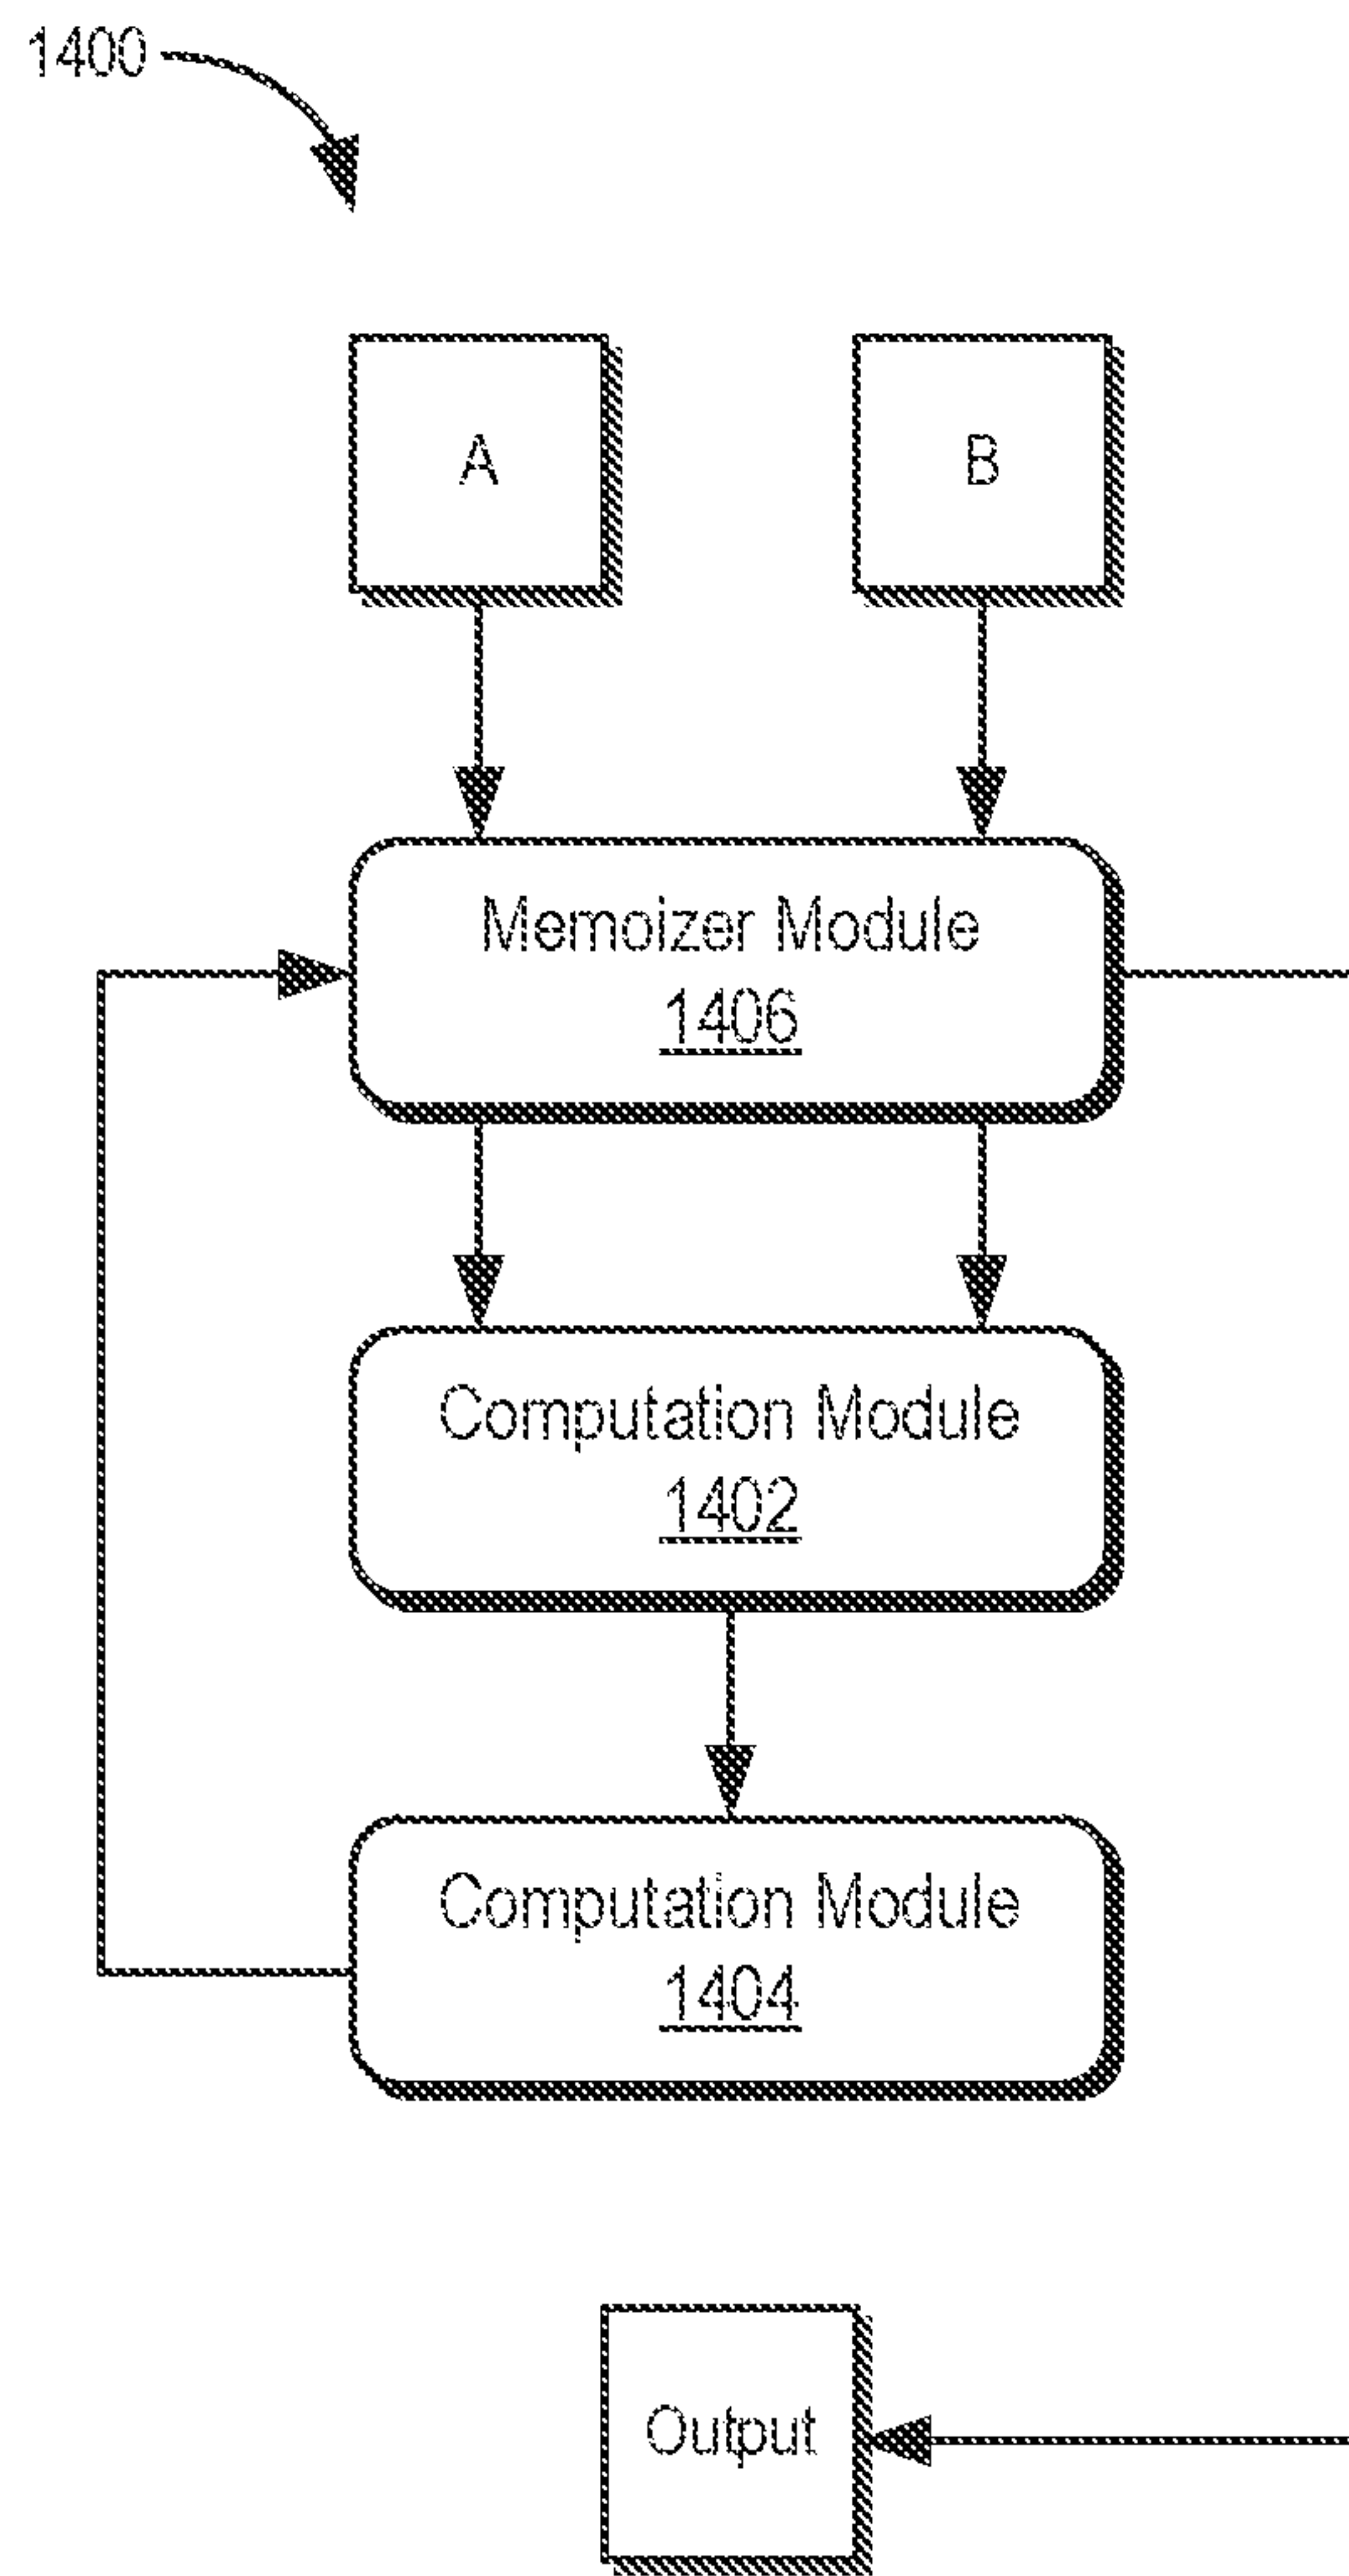 1400
A
B
Memoizer Module
1406
Computation Module
1402
Computation Module
1404
Output